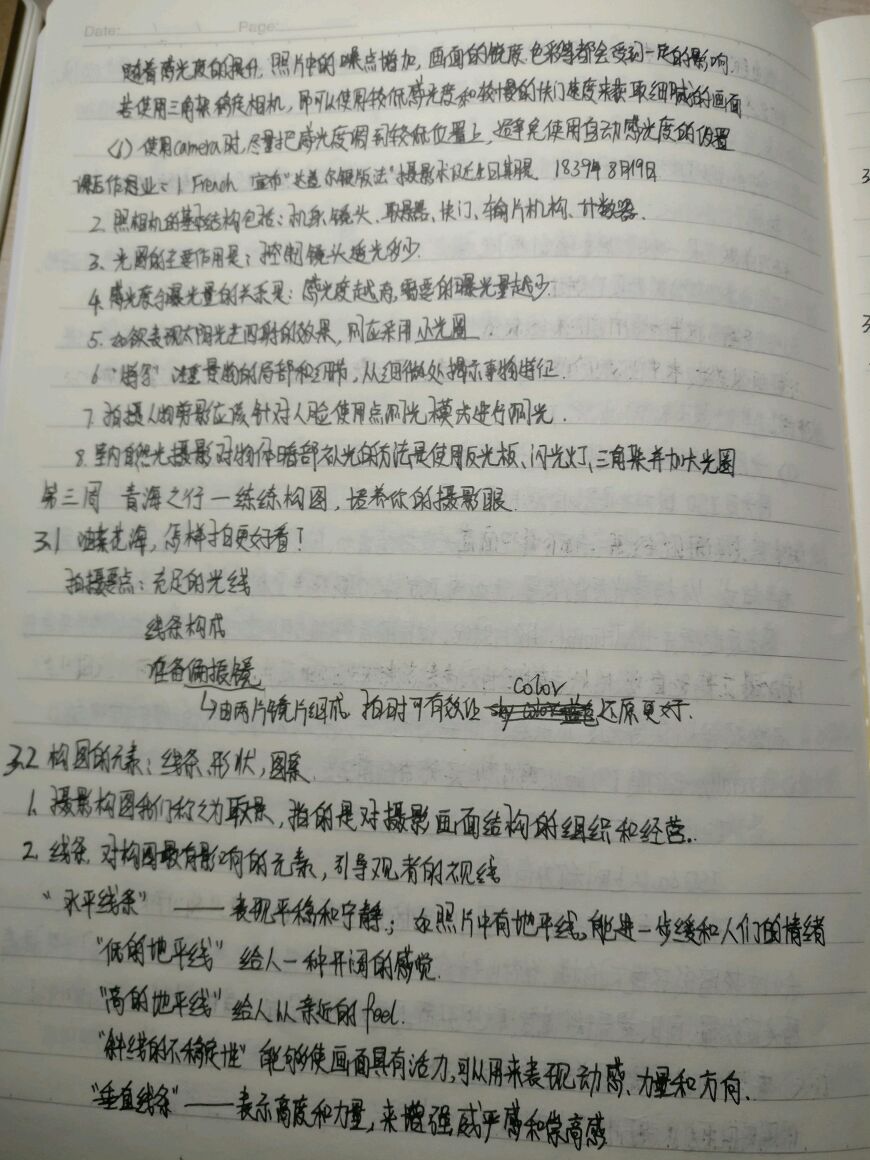 Date: Page:
随着感光度的提升,照片中的噪点增加,画面的锐度.色彩等都会受到一定的影响.
若使用三角架稳定相机,即可以使用较低感光度和较慢的快门速度来获取细腻的画面
(1) 使用camera时,尽量把感光度调到较低位置上,避免使用自动感光度的设置
课后作业: 1. French 宣布"达盖尔银版法"摄影术诞生日期是 1839年8月19日
2. 照相机的基本结构包括:机身、镜头、取景器、快门、输片机构、计数器.
3. 光圈的主要作用是:控制镜头透光多少.
4. 感光度与曝光量的关系是:感光度越高,需要的曝光量越少.
5. 如欲表现太阳光芒四射的效果,则应采用小光圈.
6. "特写"注重景物的局部和细节,从细微处揭示事物特征.
7. 拍摄人物剪影应该针对人脸使用点测光模式进行测光.
8. 室内自然光摄影对物体暗部补光的方法是使用反光板、闪光灯、三角架并加大光圈
第三周 青海之行—练练构图,培养你的摄影眼.
3.1 油菜花海,怎样拍更好看?
拍摄要点:充足的光线
线条构成
准备偏振镜
↳由两片镜片组成.拍时可有效让 color 还原更好.
3.2 构图的元素:线条、形状,图案.
1. 摄影构图我们称之为取景,指的是对摄影画面结构的组织和经营.
2. 线条.对构图最有影响的元素,引导观者的视线
"水平线条" —— 表现平稳和宁静;如照片中有地平线,能进一步缓和人们的情绪
"低的地平线"给人一种开阔的感觉.
"高的地平线"给人以亲近的feel.
"斜线的不稳定性"能够使画面具有活力,可以用来表现动感、力量和方向.
"垂直线条"——表示高度和力量,来增强威严感和崇高感